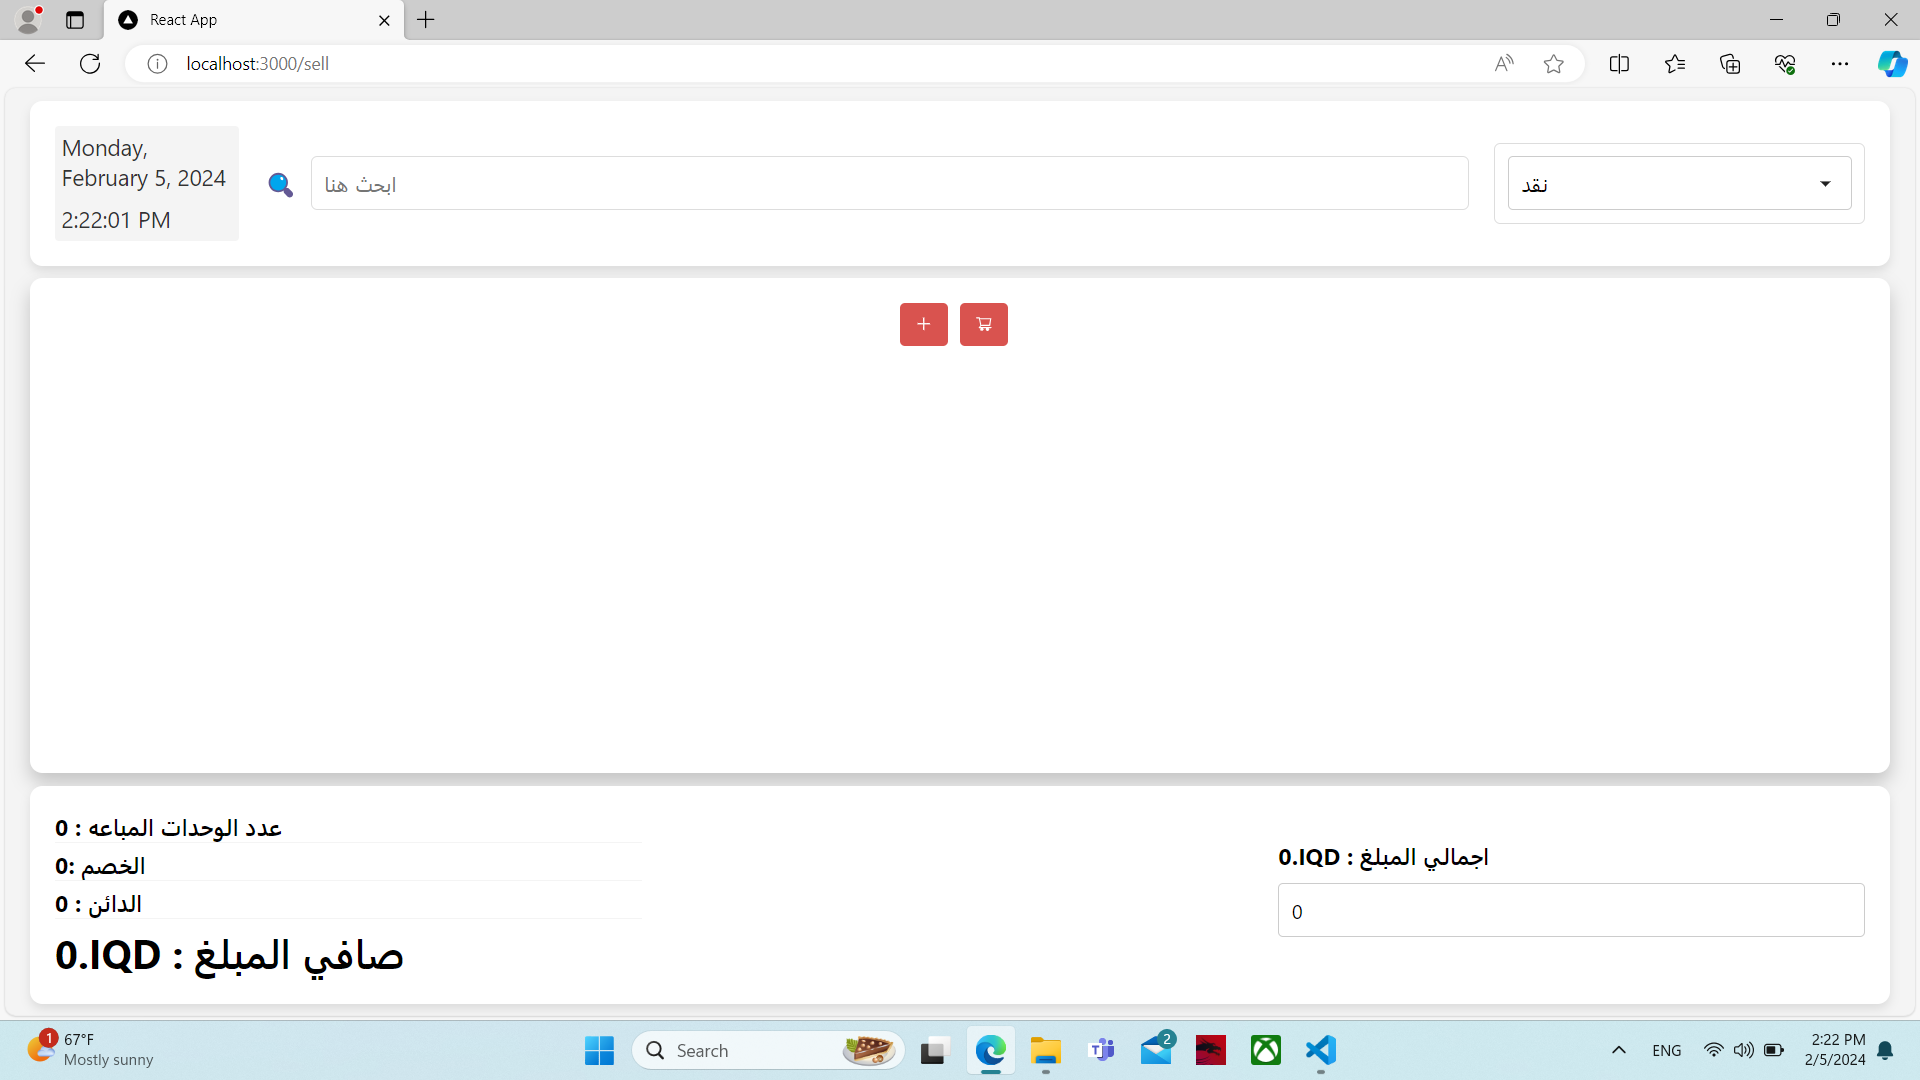 React App
localhost:3000/sell
Monday,
February 5, 2024
2:22:01 PM
ابحث هنا
نقد
عدد الوحدات المباعه : 0
الخصم :0
الدائن : 0
صافي المبلغ : 0.IQD
اجمالي المبلغ : 0.IQD
0
1
67°F
Mostly sunny
Search
2
ENG
2:22 PM
2/5/2024